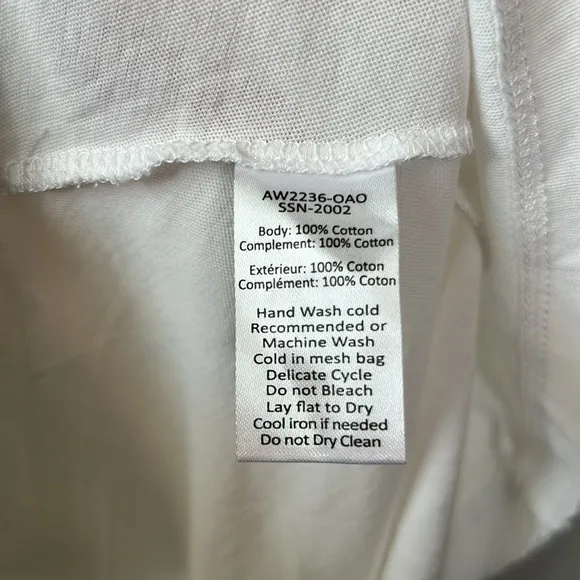 AW2236-OAO
SSN-2002
Body: 100% Cotton
Complement: 100% Cotton
Extérieur: 100% Coton
Complément: 100% Coton
Hand Wash cold
Recommended or
Machine Wash
Cold in mesh bag
Delicate Cycle
Do not Bleach
Lay flat to Dry
Cool iron if needed
Do not Dry Clean